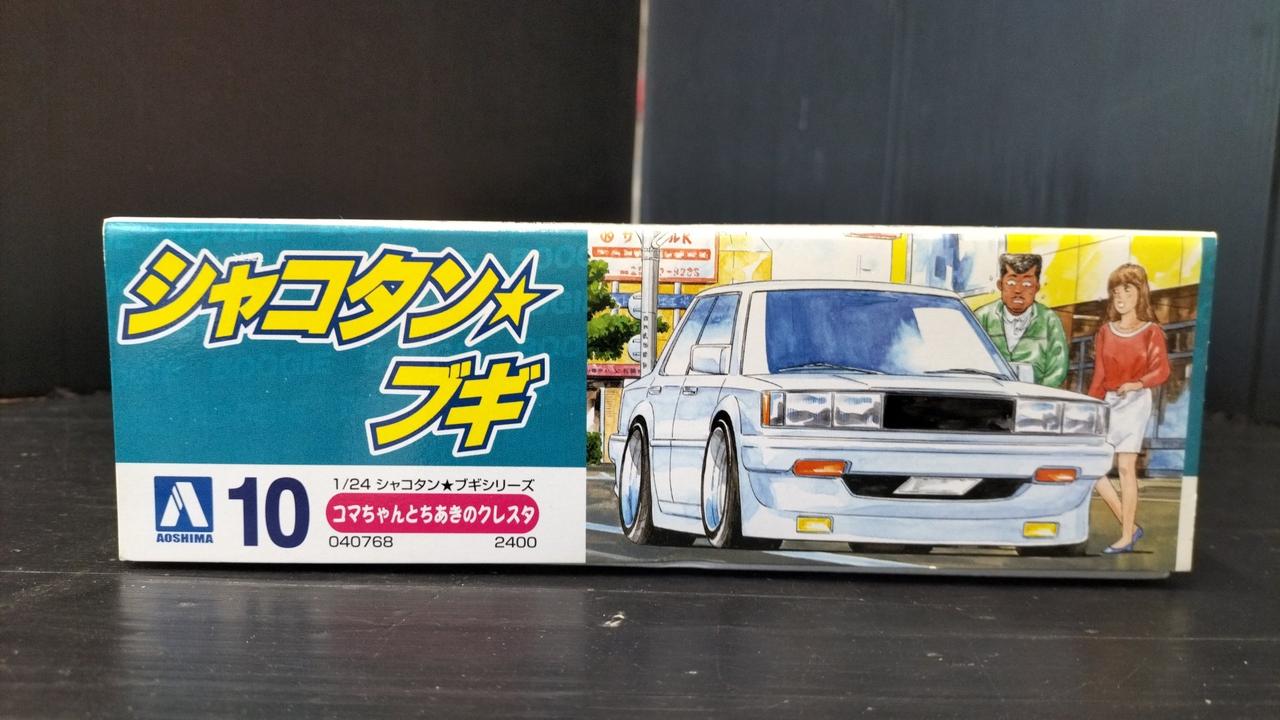 シャコタン★
ブギ
AOSHIMA
10
1/24 シャコタン★ブギシリーズ
コマちゃんとちあきのクレスタ
040768
2400